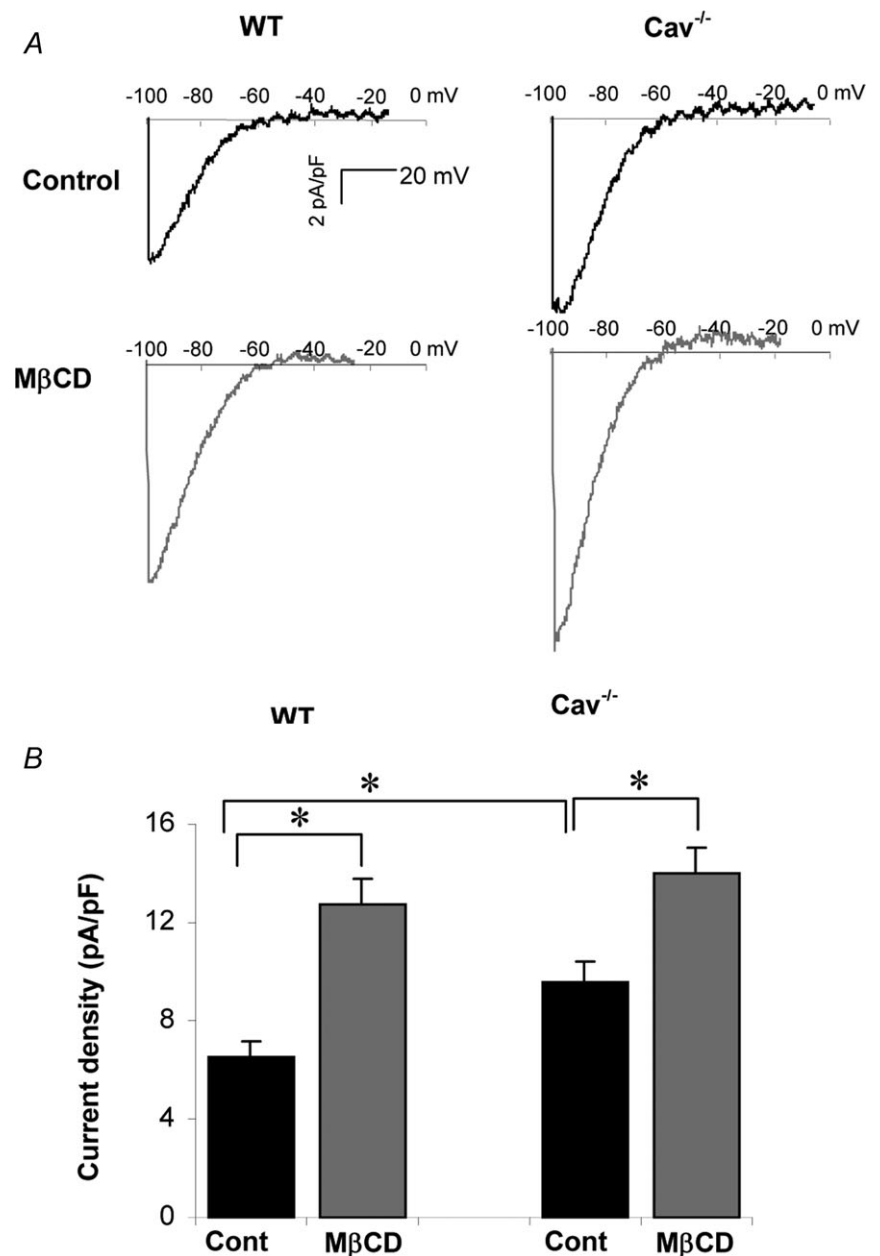 A
WT
Cav-/-
-100 -80 -60 -40 -20 0 mV
-100 -80 -60 -40 -20 0 mV
Control
2 pA/pF
20 mV
-100 -80 -60 -40 -20 0 mV
-100 -80 -60 -40 -20 0 mV
MβCD
WT
Cav-/-
B
*
*
*
16
12
8
4
0
Current density (pA/pF)
Cont MβCD Cont MβCD